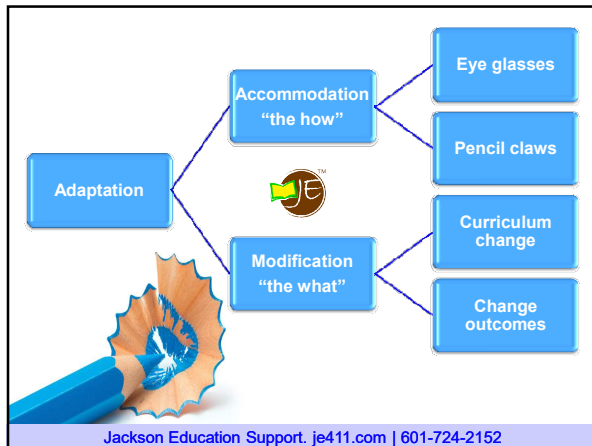 Adaptation
Accommodation
“the how”
Eye glasses
Pencil claws
JE™
Modification
“the what”
Curriculum
change
Change
outcomes
Jackson Education Support. je411.com | 601-724-2152